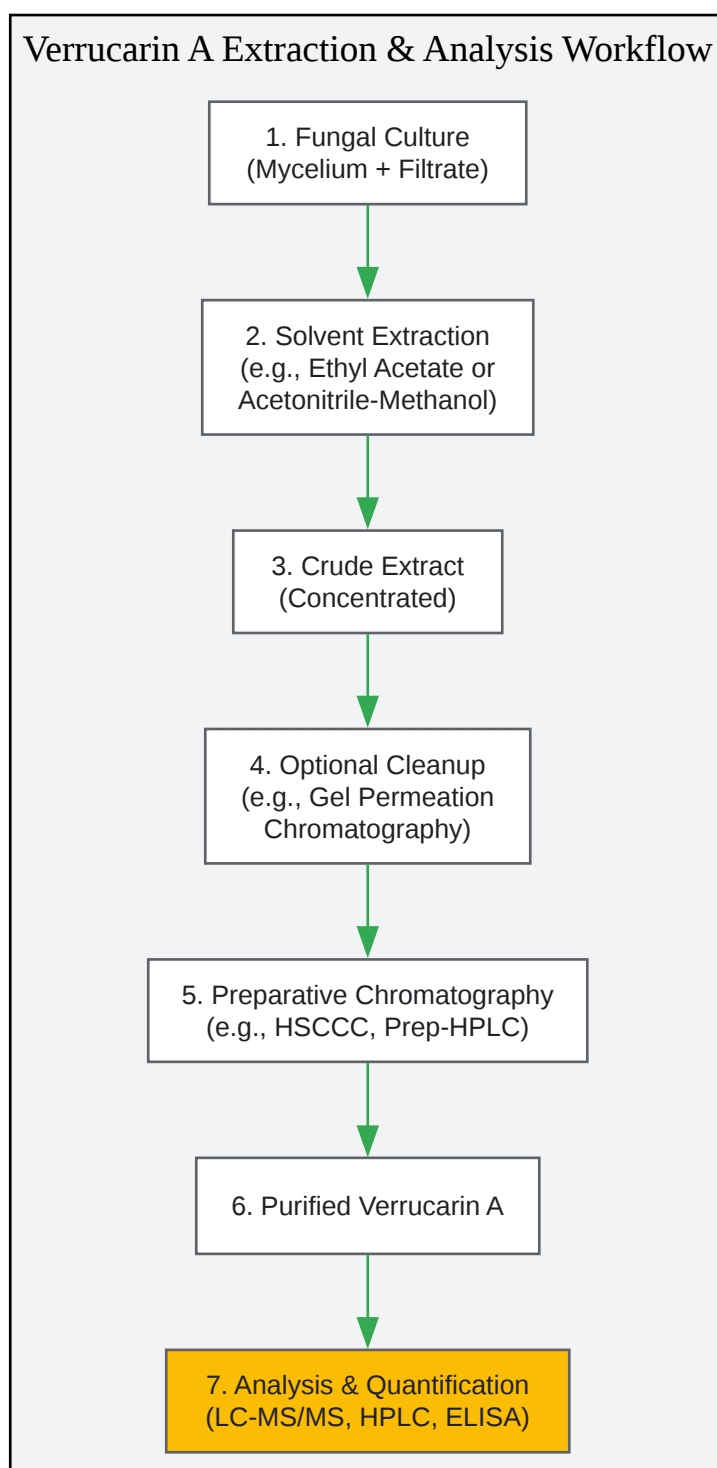 Verrucarin A Extraction & Analysis Workflow
1. Fungal Culture
(Mycelium + Filtrate)
2. Solvent Extraction
(e.g., Ethyl Acetate or
Acetonitrile-Methanol)
3. Crude Extract
(Concentrated)
4. Optional Cleanup
(e.g., Gel Permeation
Chromatography)
5. Preparative Chromatography
(e.g., HSCCC, Prep-HPLC)
6. Purified Verrucarin A
7. Analysis & Quantification
(LC-MS/MS, HPLC, ELISA)